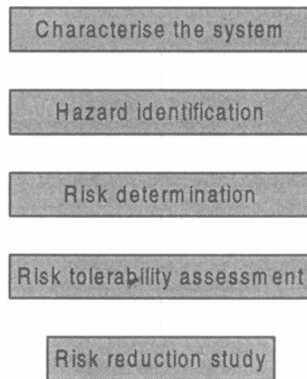 Characterise the system
Hazard identification
Risk determination
Risk tolerability assessment
Risk reduction study